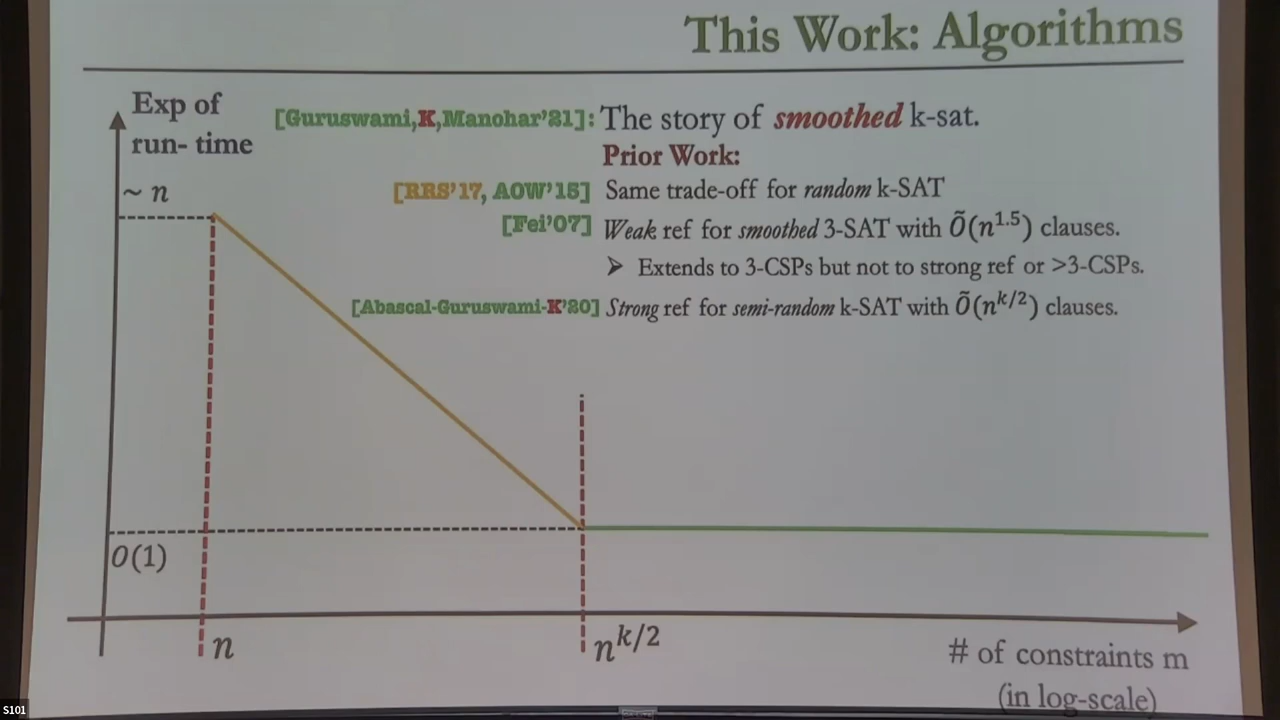 This Work: Algorithms
Exp of
run- time
[Guruswami,K,Manohar'21]: The story of smoothed k-sat.
Prior Work:
~ n
[RRS'17, AOW'15] Same trade-off for random k-SAT
[Fei'07] Weak ref for smoothed 3-SAT with Õ(n^1.5) clauses.
➤ Extends to 3-CSPs but not to strong ref or >3-CSPs.
[Abascal-Guruswami-K'20] Strong ref for semi-random k-SAT with Õ(n^k/2) clauses.
O(1)
n
n^k/2
# of constraints m
(in log-scale)
S101